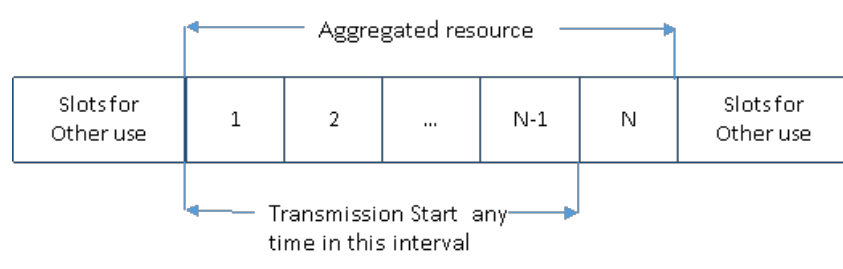 Aggregated resource
Slots for
Other use
1
2
...
N-1
N
Slots for
Other use
Transmission Start any
time in this interval